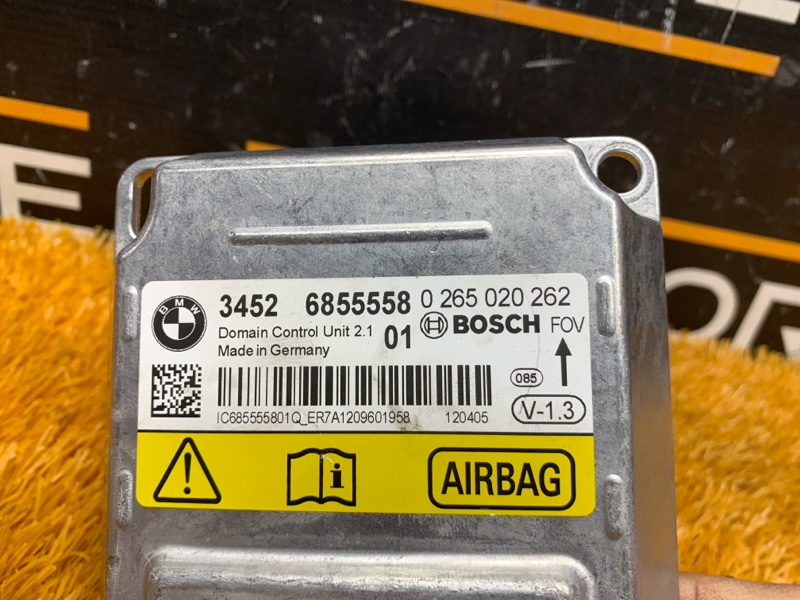 E
E
OR
BMW
3452 6855558 0 265 020 262
Domain Control Unit 2.1 01 BOSCH FOV
Made in Germany
085
V-1.3
IC685555801Q_ER7A1209601958 120405
AIRBAG